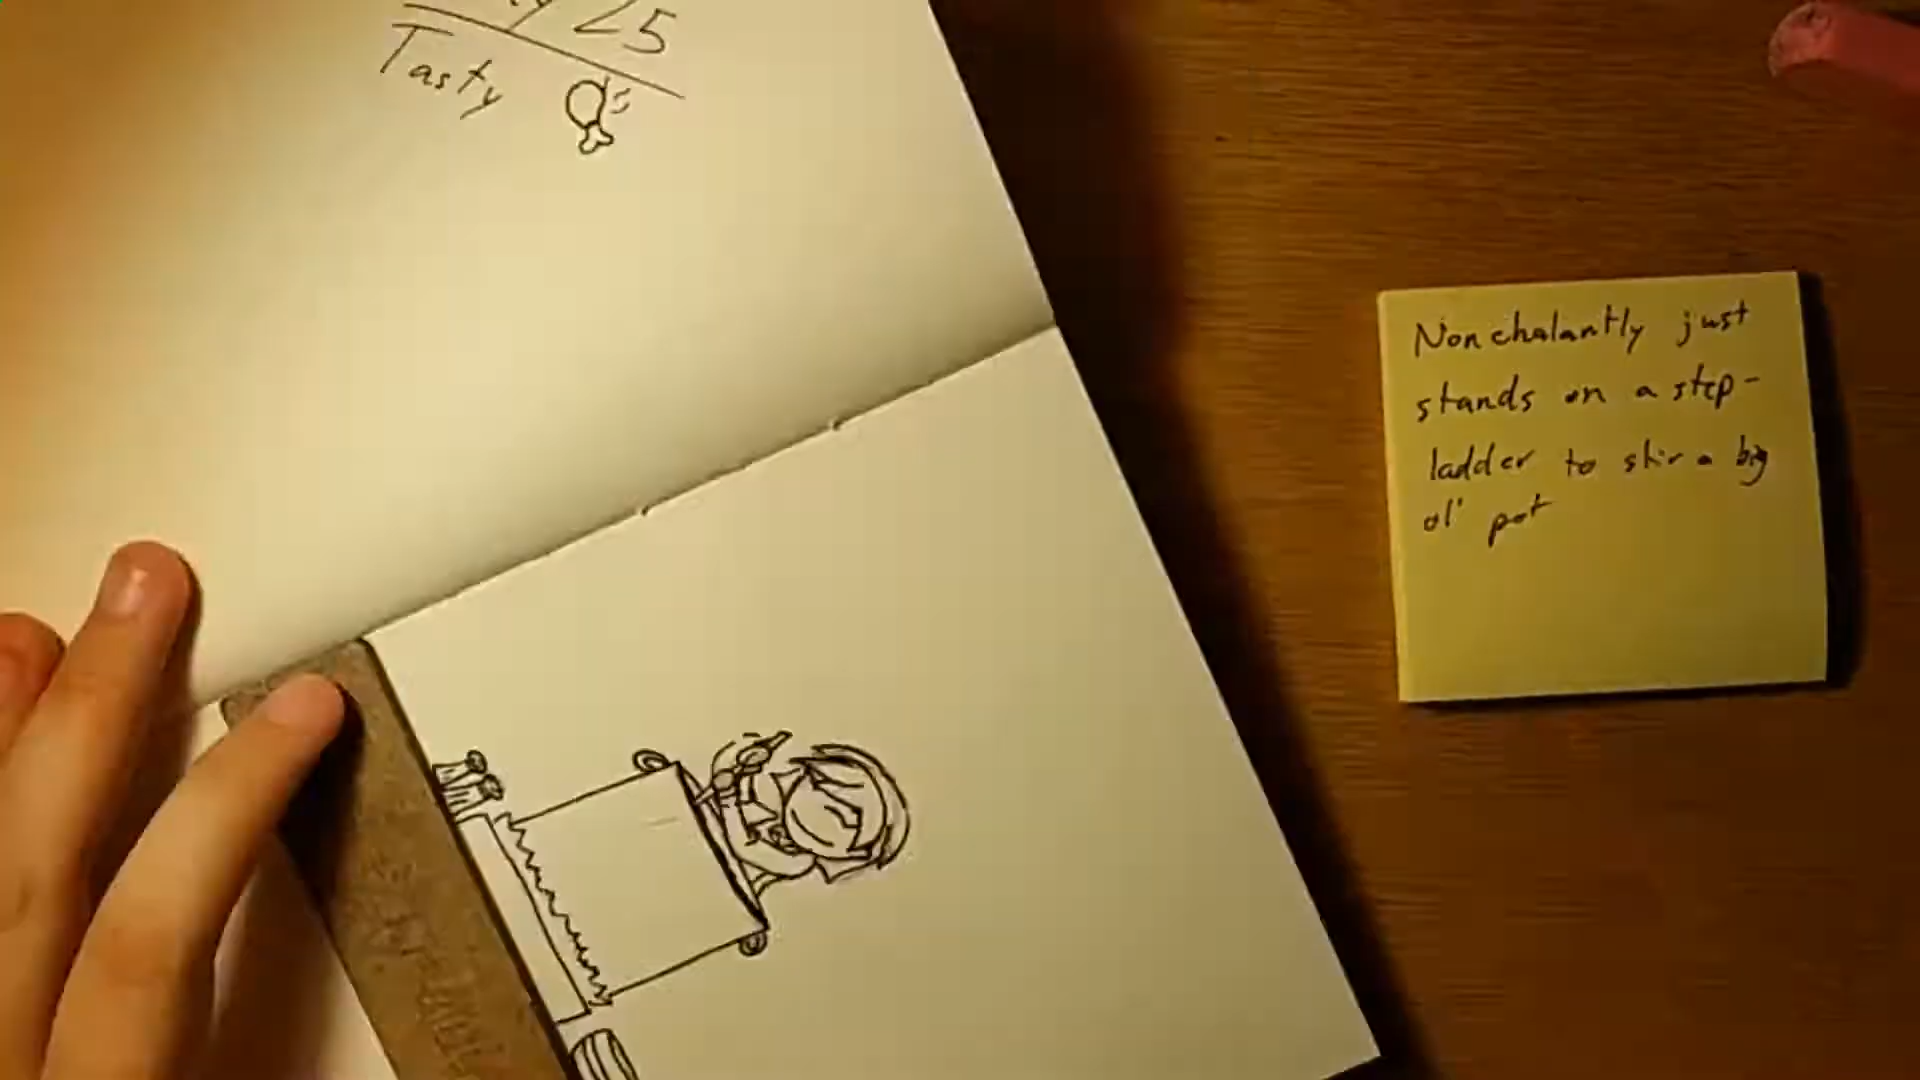 25
Tasty
Nonchalantly just
stands on a step-
ladder to stir a big
ol' pot